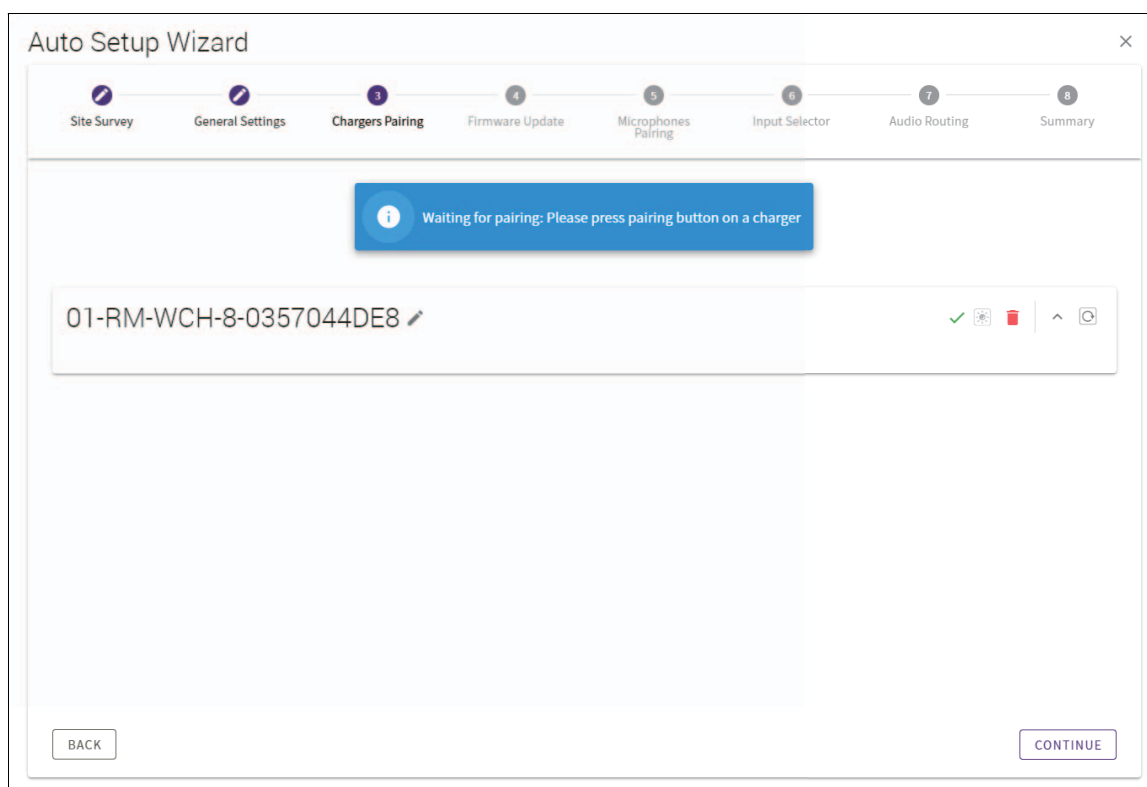 Auto Setup Wizard
3
4
5
6
7
8
Site Survey
General Settings
Chargers Pairing
Firmware Update
Microphones
Pairing
Input Selector
Audio Routing
Summary
Waiting for pairing: Please press pairing button on a charger
01-RM-WCH-8-0357044DE8
BACK
CONTINUE